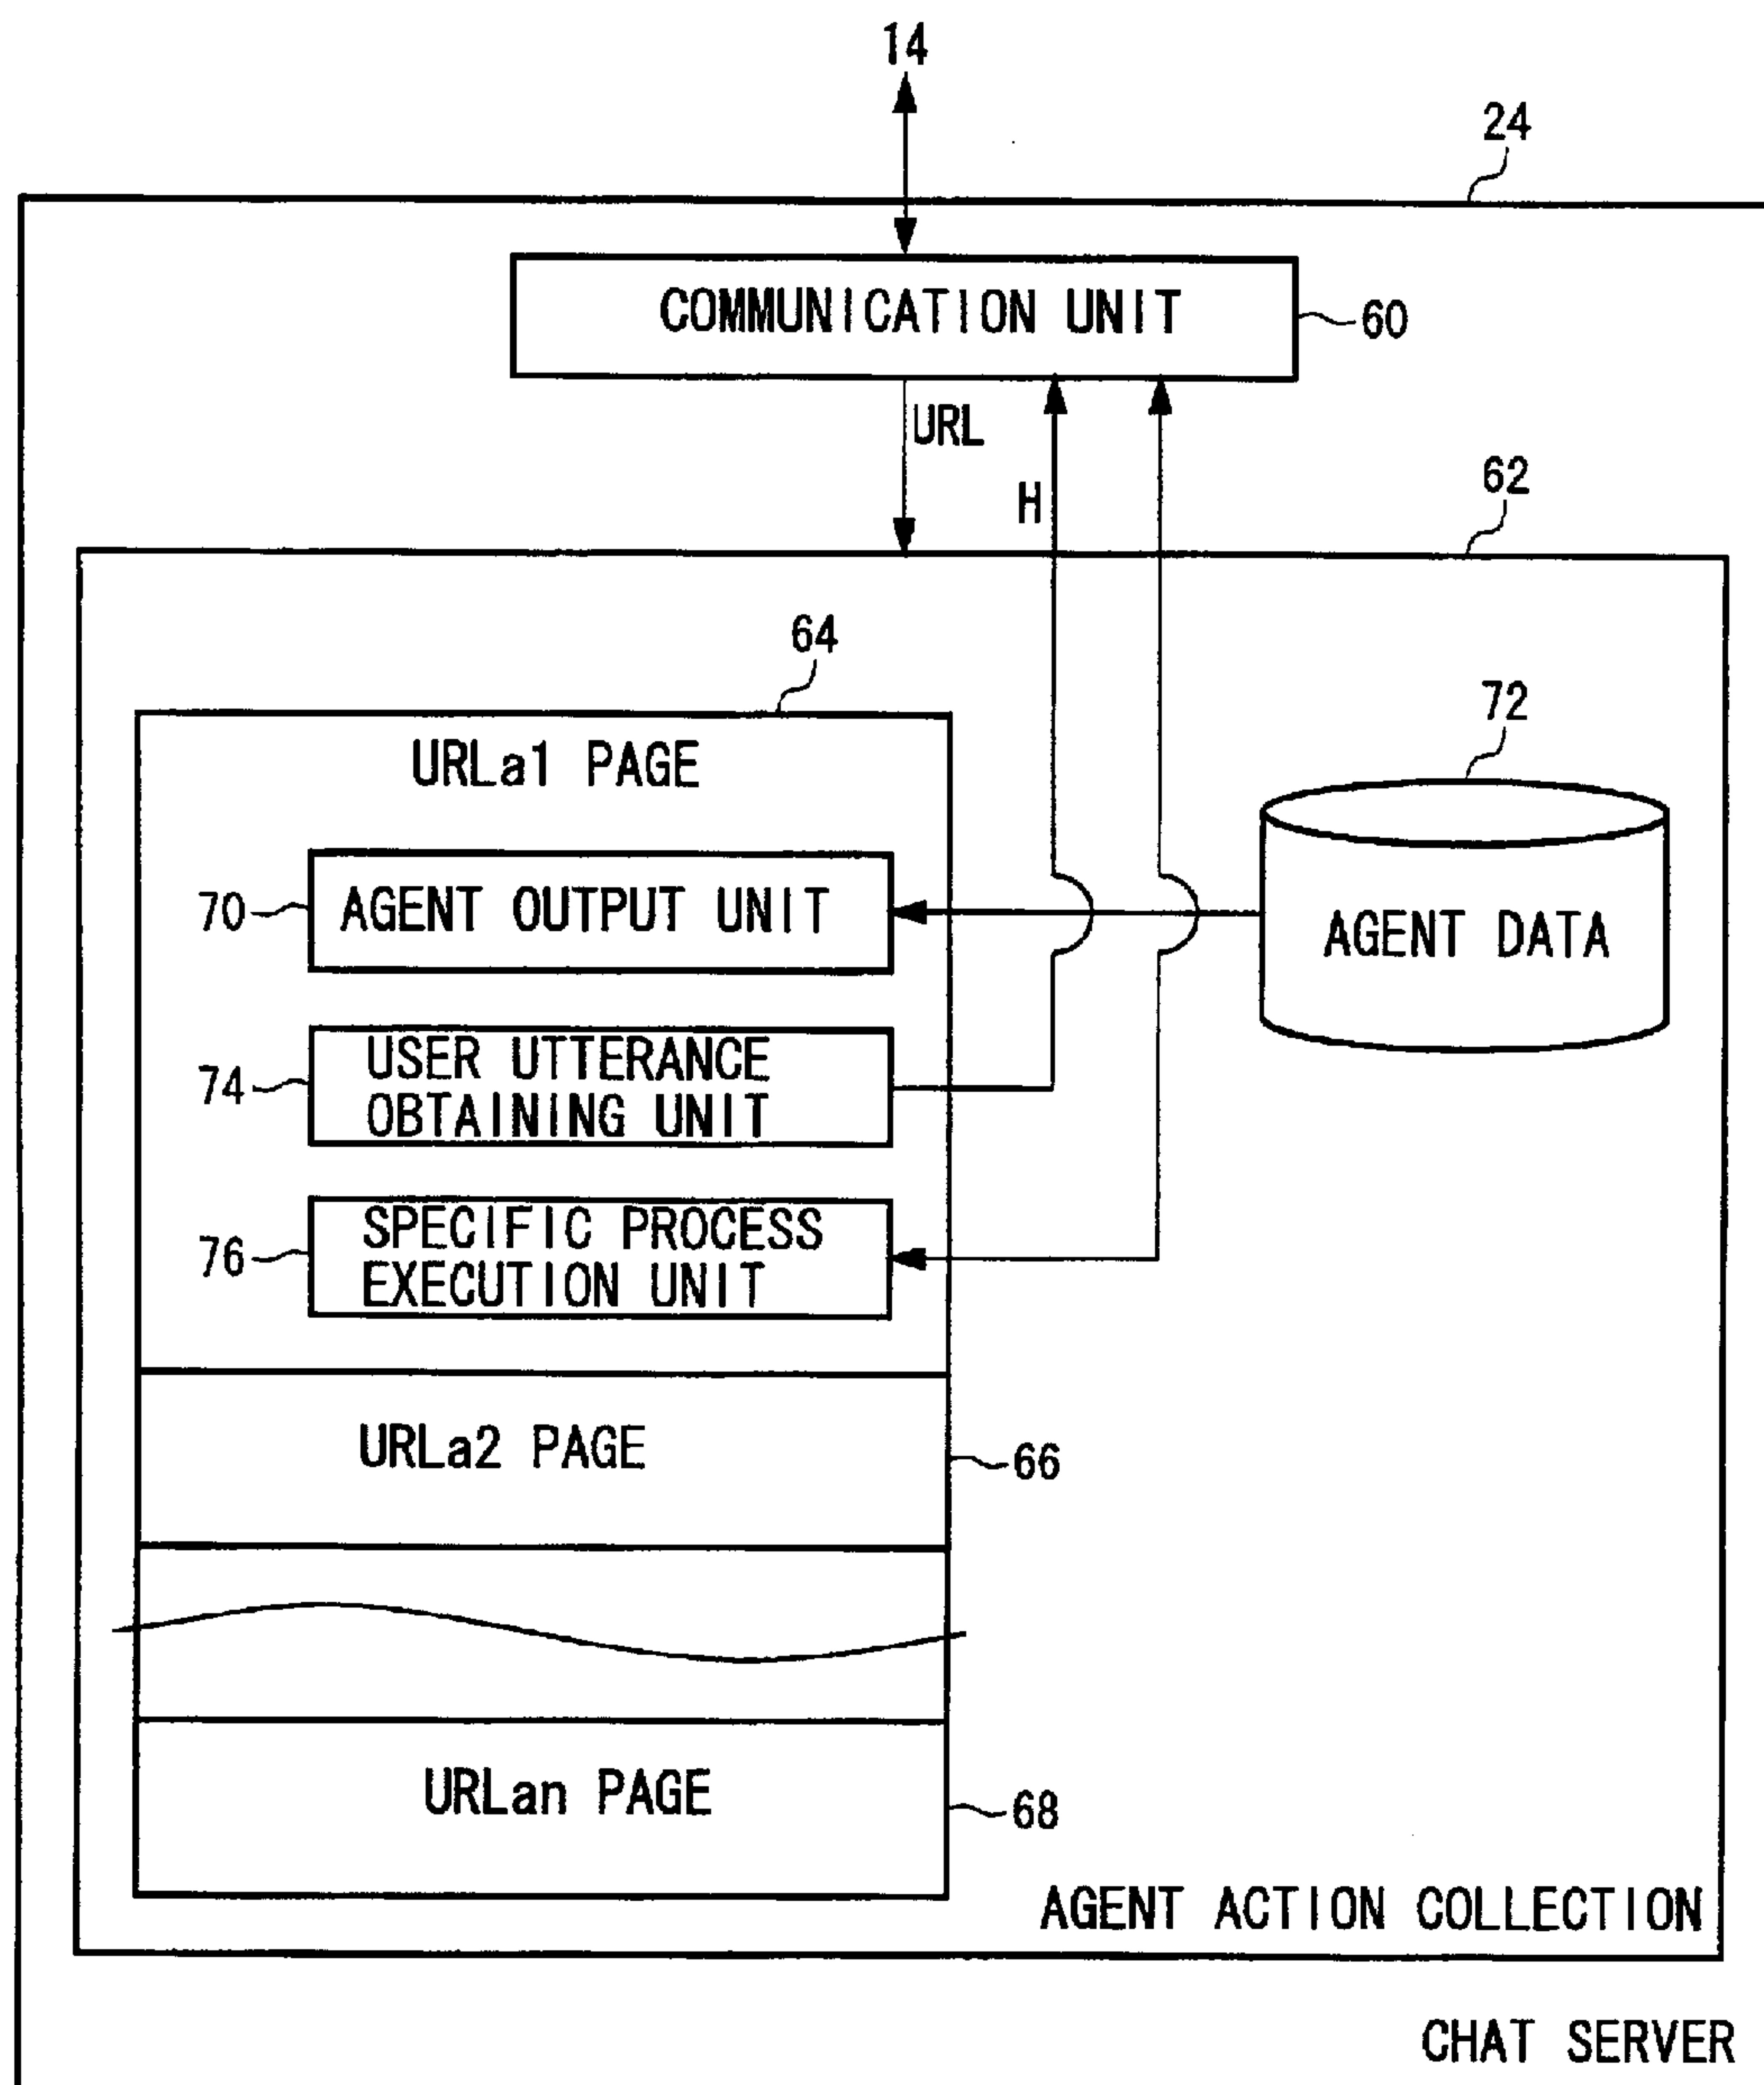 14
24
COMMUNICATION UNIT
60
URL
H
62
64
72
URLa1 PAGE
70
AGENT OUTPUT UNIT
AGENT DATA
74
USER UTTERANCE
OBTAINING UNIT
76
SPECIFIC PROCESS
EXECUTION UNIT
URLa2 PAGE
66
URLan PAGE
68
AGENT ACTION COLLECTION
CHAT SERVER